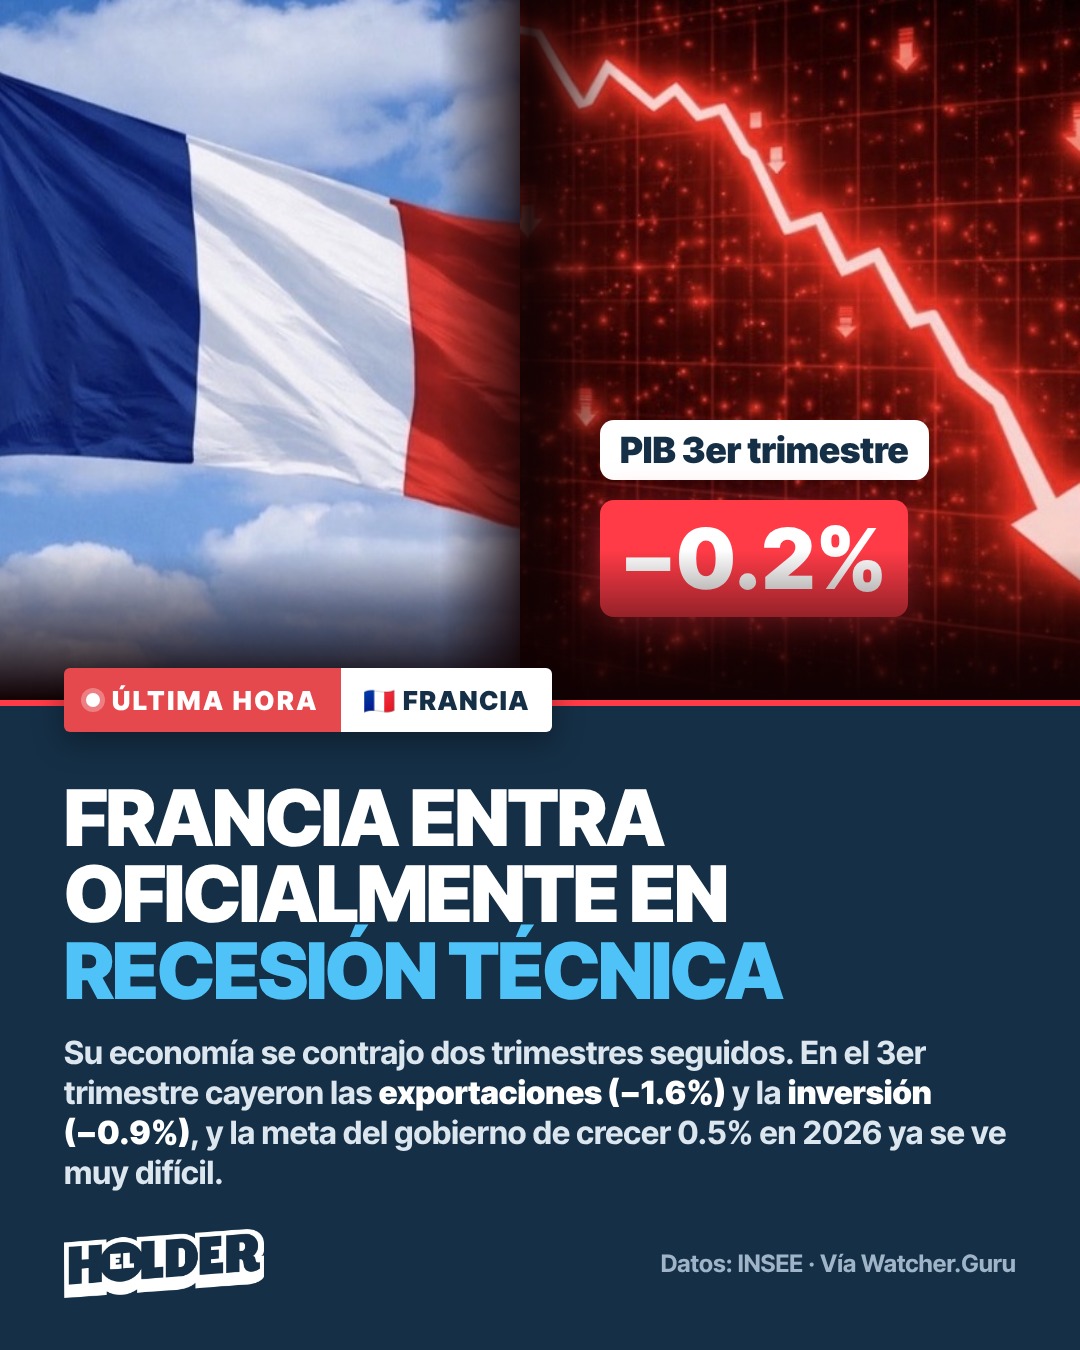 PIB 3er trimestre
−0.2%
ÚLTIMA HORA
🇫🇷 FRANCIA
FRANCIA ENTRA
OFICIALMENTE EN
RECESIÓN TÉCNICA
Su economía se contrajo dos trimestres seguidos. En el 3er
trimestre cayeron las exportaciones (−1.6%) y la inversión
(−0.9%), y la meta del gobierno de crecer 0.5% en 2026 ya se ve
muy difícil.
EL HOLDER
Datos: INSEE · Vía Watcher.Guru